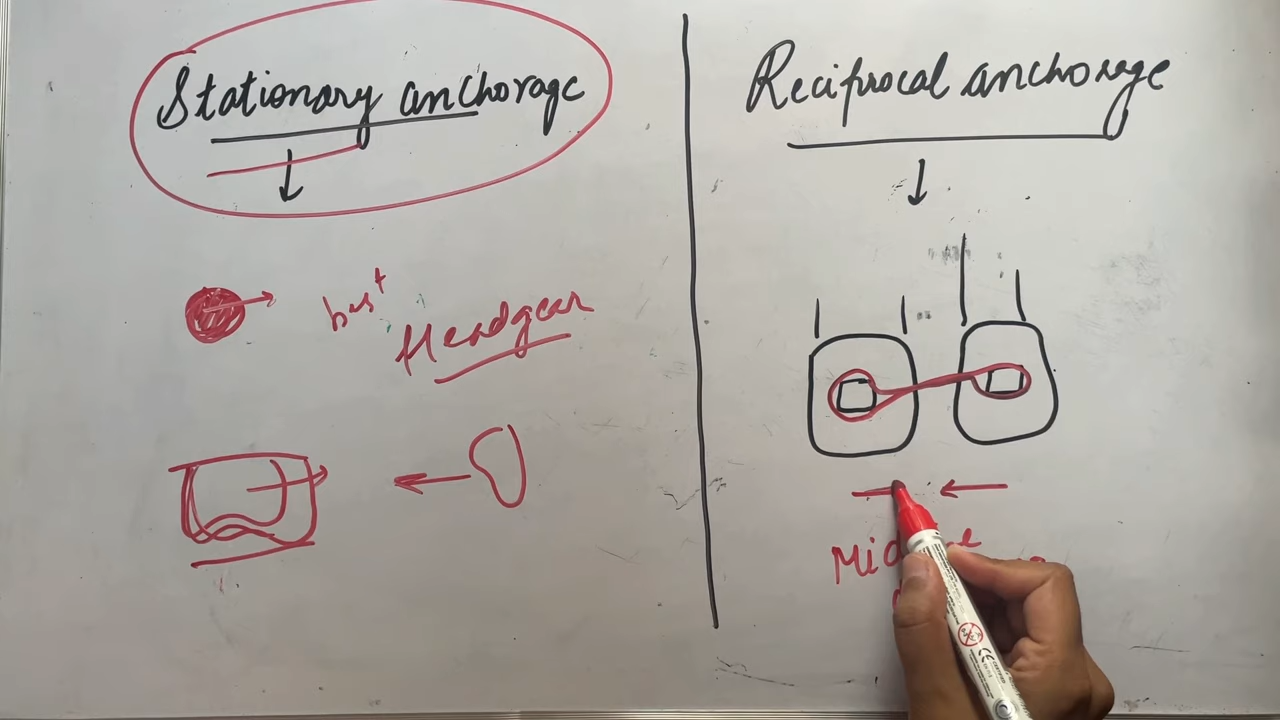 Stationary anchorage
best
Headgear
Reciprocal anchorage